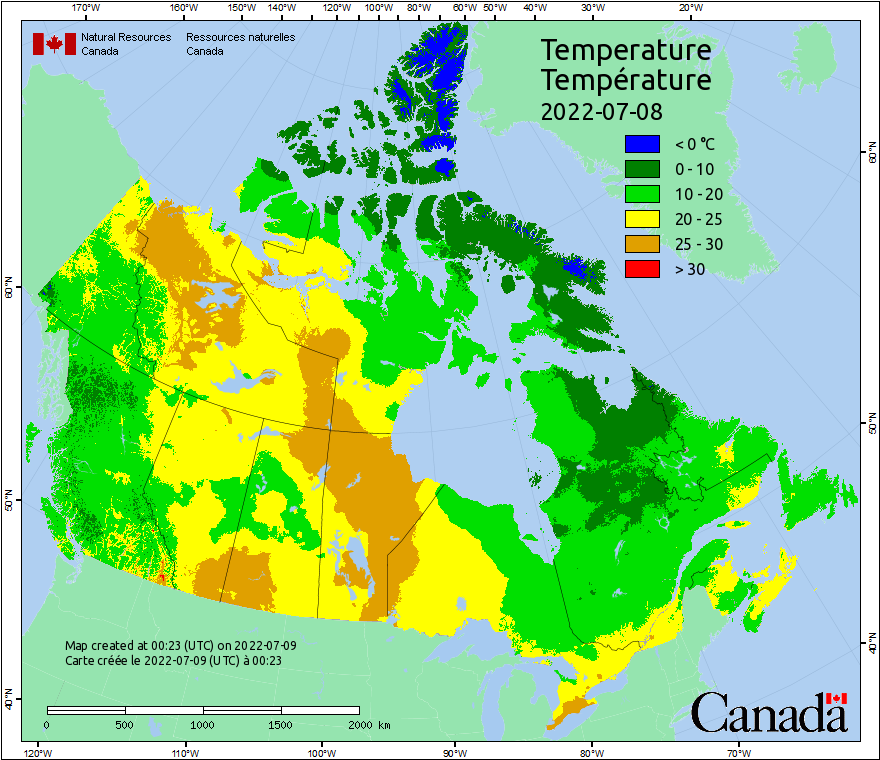 170°W 160°W 150°W 140°W 130°W 120°W 110°W 100°W 80°W 60°W 50°W 40°W 30°W 20°W
Natural Resources Ressources naturelles
Canada Canada
Temperature
Température
2022-07-08
< 0 °C
0 - 10
10 - 20
20 - 25
25 - 30
> 30
60°N
60°N
50°N
50°N
40°N
40°N
Map created at 00:23 (UTC) on 2022-07-09
Carte créée le 2022-07-09 (UTC) à 00:23
0 500 1000 1500 2000 km
Canada
120°W 110°W 100°W 90°W 80°W 70°W